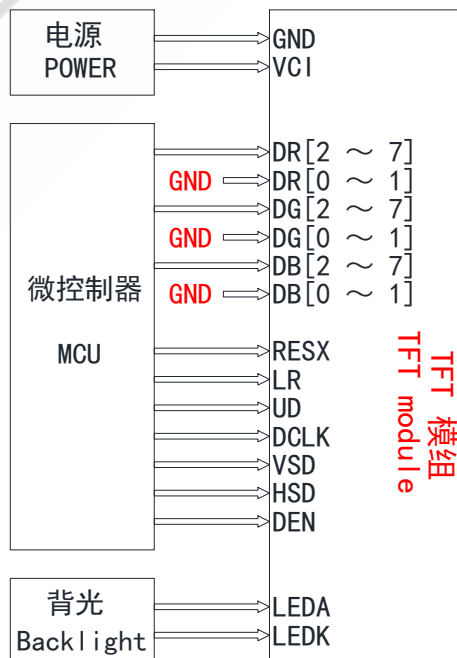 电源
POWER
GND
VCI
DR[2 ～ 7]
GND
DR[0 ～ 1]
DG[2 ～ 7]
GND
DG[0 ～ 1]
DB[2 ～ 7]
GND
DB[0 ～ 1]
微控制器
MCU
RESX
LR
UD
DCLK
VSD
HSD
DEN
TFT 模组
TFT module
背光
Backlight
LEDA
LEDK